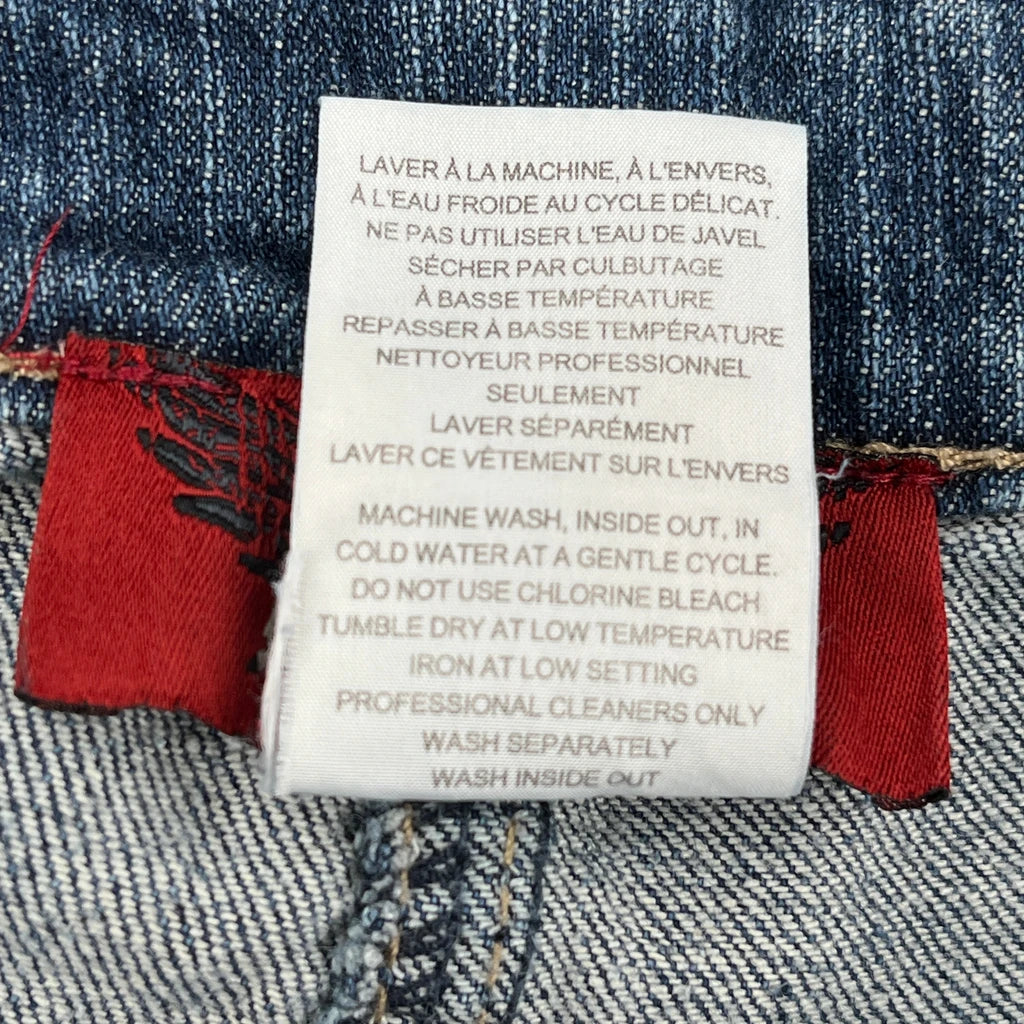 LAVER À LA MACHINE, À L'ENVERS,
À L'EAU FROIDE AU CYCLE DÉLICAT.
NE PAS UTILISER L'EAU DE JAVEL
SÉCHER PAR CULBUTAGE
À BASSE TEMPÉRATURE
REPASSER À BASSE TEMPÉRATURE
NETTOYEUR PROFESSIONNEL
SEULEMENT
LAVER SÉPARÉMENT
LAVER CE VÊTEMENT SUR L'ENVERS
MACHINE WASH, INSIDE OUT, IN
COLD WATER AT A GENTLE CYCLE.
DO NOT USE CHLORINE BLEACH
TUMBLE DRY AT LOW TEMPERATURE
IRON AT LOW SETTING
PROFESSIONAL CLEANERS ONLY
WASH SEPARATELY
WASH INSIDE OUT